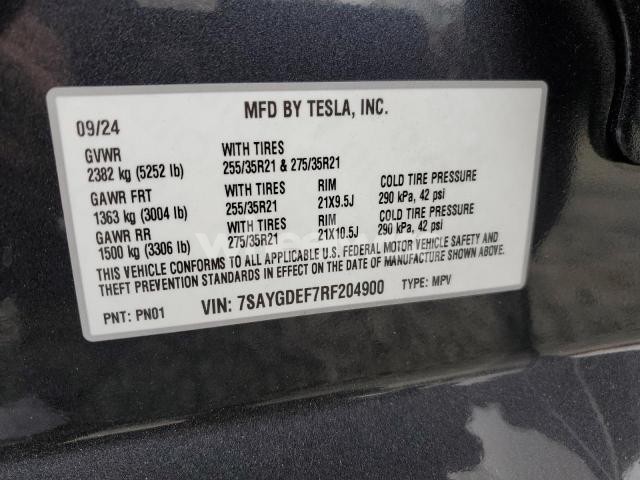 MFD BY TESLA, INC.
09/24
GVWR WITH TIRES
2382 kg (5252 lb) 255/35R21 & 275/35R21
GAWR FRT WITH TIRES RIM COLD TIRE PRESSURE
1363 kg (3004 lb) 255/35R21 21X9.5J 290 kPa, 42 psi
GAWR RR WITH TIRES RIM COLD TIRE PRESSURE
1500 kg (3306 lb) 275/35R21 21X10.5J 290 kPa, 42 psi
THIS VEHICLE CONFORMS TO ALL APPLICABLE U.S. FEDERAL MOTOR VEHICLE SAFETY AND
THEFT PREVENTION STANDARDS IN EFFECT ON THE DATE OF MANUFACTURE SHOWN ABOVE.
PNT: PN01 VIN: 7SAYGDEF7RF204900 TYPE: MPV